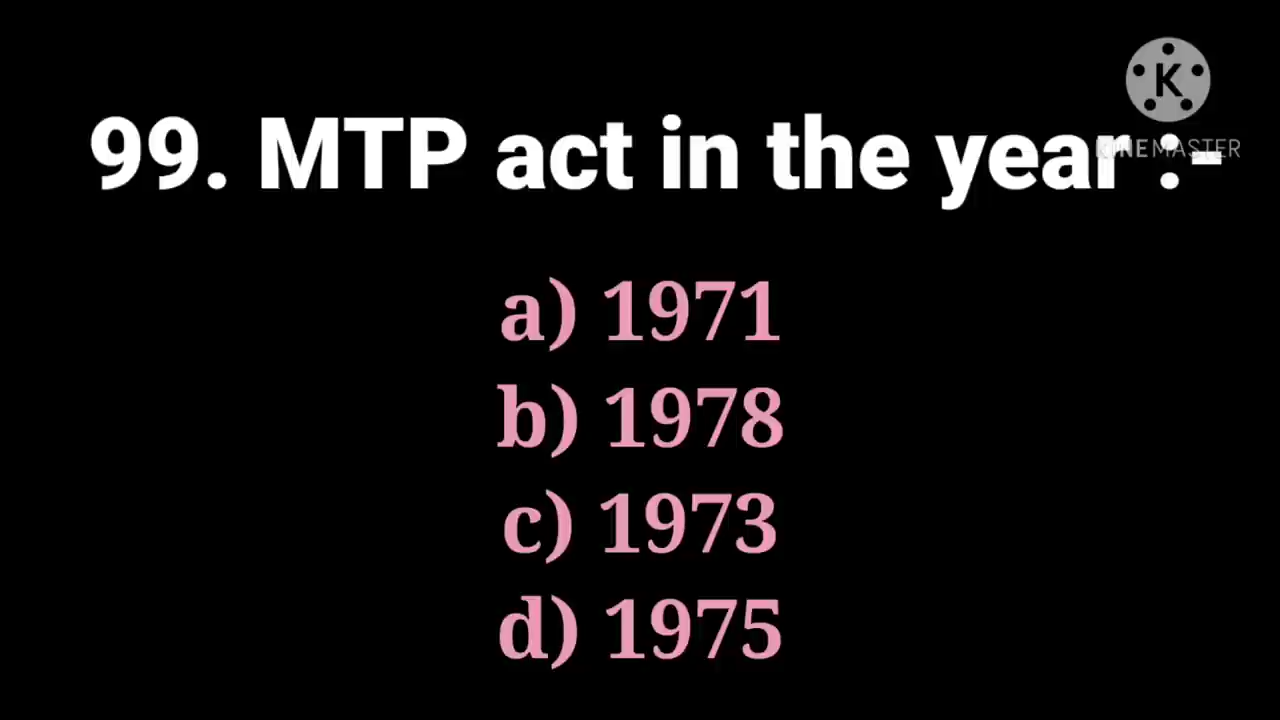 99. MTP act in the year :-
K
KINEMASTER
a) 1971
b) 1978
c) 1973
d) 1975